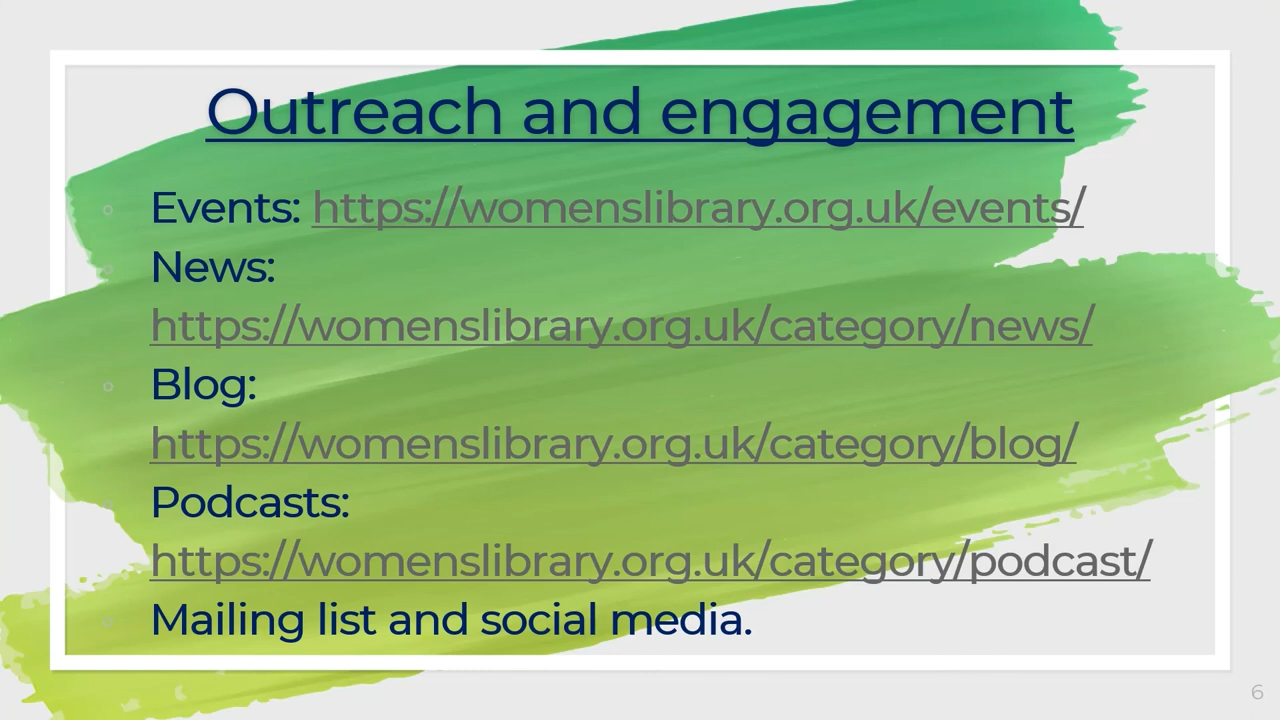 Outreach and engagement
Events: https://womenslibrary.org.uk/events/
News:
https://womenslibrary.org.uk/category/news/
Blog:
https://womenslibrary.org.uk/category/blog/
Podcasts:
https://womenslibrary.org.uk/category/podcast/
Mailing list and social media.
6